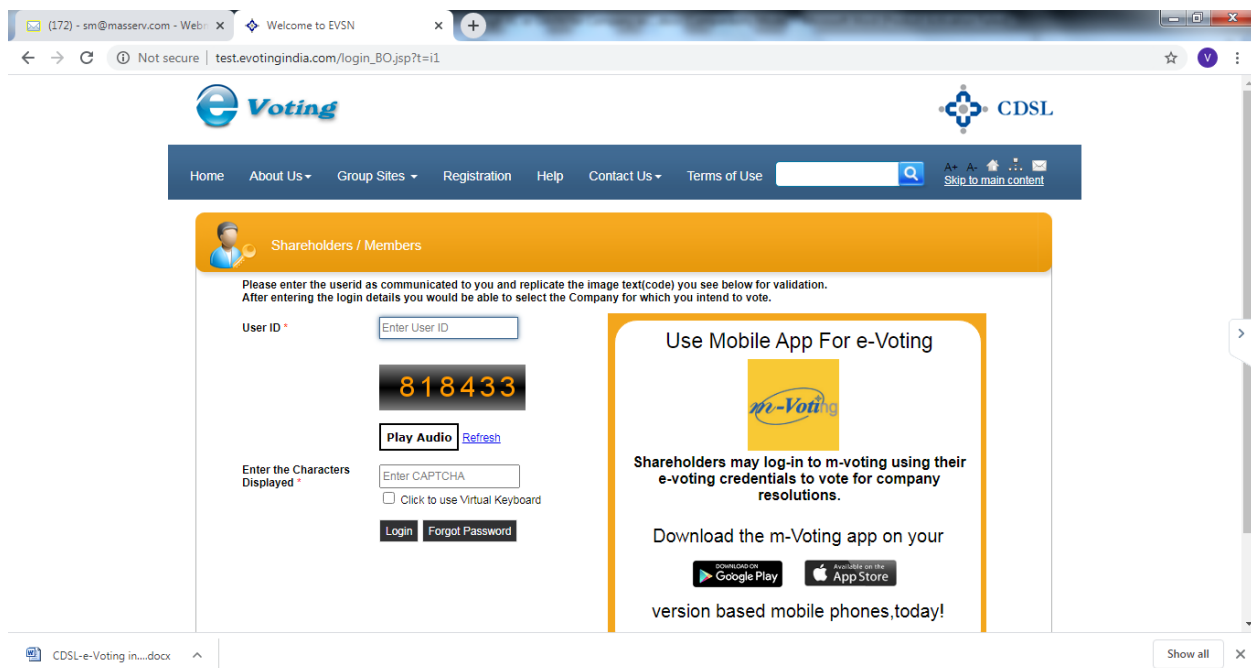 (172) - sm@masserv.com - Web
Welcome to EVSN
Not secure | test.evotingindia.com/login_BO.jsp?t=i1
V
e Voting
CDSL
Home About Us Group Sites Registration Help Contact Us Terms of Use
A+ A-
Skip to main content
Shareholders / Members
Please enter the userid as communicated to you and replicate the image text(code) you see below for validation.
After entering the login details you would be able to select the Company for which you intend to vote.
User ID *
Enter User ID
818433
Play Audio Refresh
Enter the Characters
Displayed *
Enter CAPTCHA
Click to use Virtual Keyboard
Login Forgot Password
Use Mobile App For e-Voting
m-Voting
Shareholders may log-in to m-voting using their
e-voting credentials to vote for company
resolutions.
Download the m-Voting app on your
DOWNLOAD ON
Google Play
Available on the
App Store
version based mobile phones,today!
CDSL-e-Voting in....docx
Show all